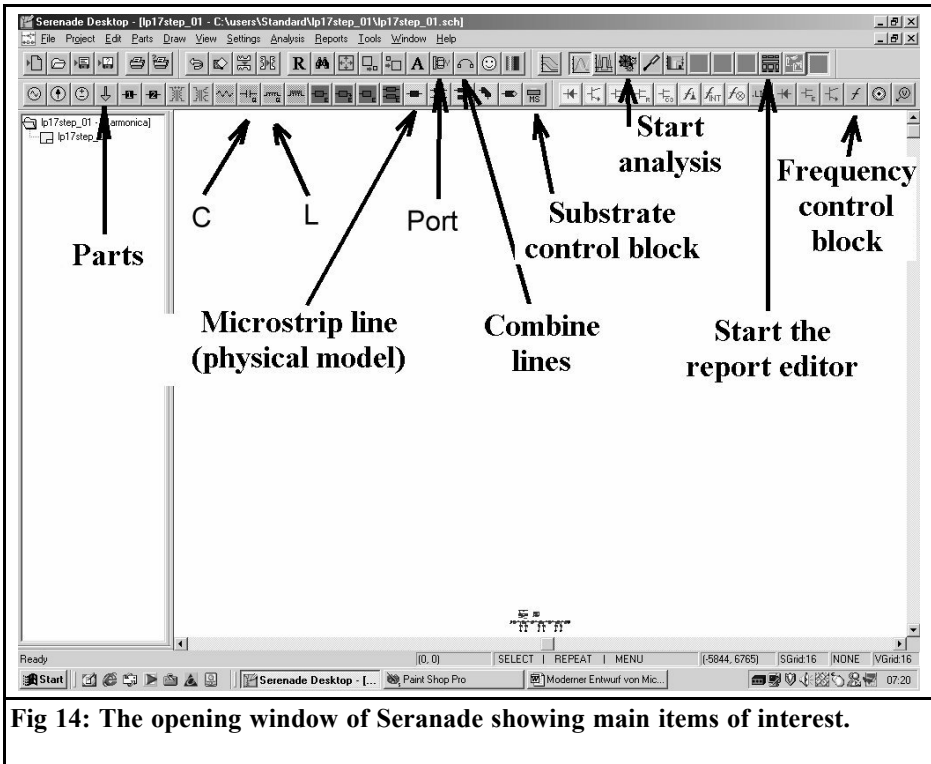 Serenade Desktop - [lp17step_01 - C:\users\Standard\lp17step_01\lp17step_01.sch]
File Project Edit Parts Draw View Settings Analysis Reports Tools Window Help
R A
MS
lp17step_01 -
lp17step_
C
L
Port
Parts
Start
analysis
Substrate
control block
Frequency
control
block
Microstrip line
(physical model)
Combine
lines
Start the
report editor
Ready (0, 0) SELECT | REPEAT | MENU (-5844, 6765) SGrid:16 NONE VGrid:16
Start Serenade Desktop - [... Paint Shop Pro Moderner Entwurf von Mic... 07:20
Fig 14: The opening window of Seranade showing main items of interest.